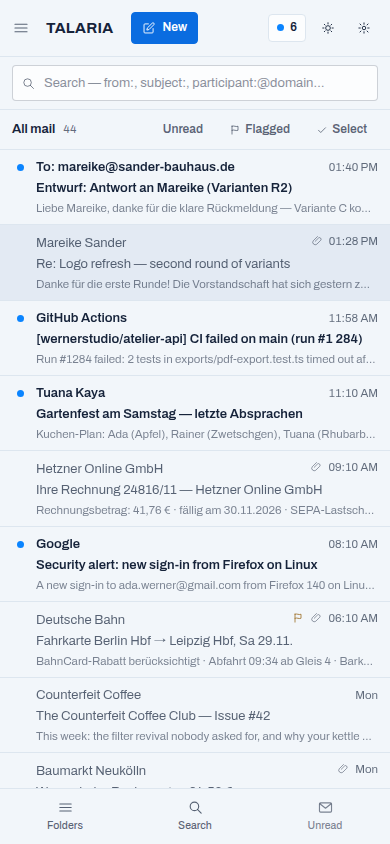 TALARIA
New
6
Search — from:, subject:, participant:@domain...
All mail 44 Unread Flagged Select
To: mareike@sander-bauhaus.de 01:40 PM
Entwurf: Antwort an Mareike (Varianten R2)
Liebe Mareike, danke für die klare Rückmeldung — Variante C ko...
Mareike Sander 01:28 PM
Re: Logo refresh — second round of variants
Danke für die erste Runde! Die Vorstandschaft hat sich gestern z...
GitHub Actions 11:58 AM
[wernerstudio/atelier-api] CI failed on main (run #1 284)
Run #1284 failed: 2 tests in exports/pdf-export.test.ts timed out af...
Tuana Kaya 11:10 AM
Gartenfest am Samstag — letzte Absprachen
Kuchen-Plan: Ada (Apfel), Rainer (Zwetschgen), Tuana (Rhubarb...
Hetzner Online GmbH 09:10 AM
Ihre Rechnung 24816/11 — Hetzner Online GmbH
Rechnungsbetrag: 41,76 € · fällig am 30.11.2026 · SEPA-Lastsch...
Google 08:10 AM
Security alert: new sign-in from Firefox on Linux
A new sign-in to ada.werner@gmail.com from Firefox 140 on Linu...
Deutsche Bahn 06:10 AM
Fahrkarte Berlin Hbf → Leipzig Hbf, Sa 29.11.
BahnCard-Rabatt berücksichtigt · Abfahrt 09:34 ab Gleis 4 · Bark...
Counterfeit Coffee Mon
The Counterfeit Coffee Club — Issue #42
This week: the filter revival nobody asked for, and why your kettle ...
Baumarkt Neukölln Mon
Folders Search Unread